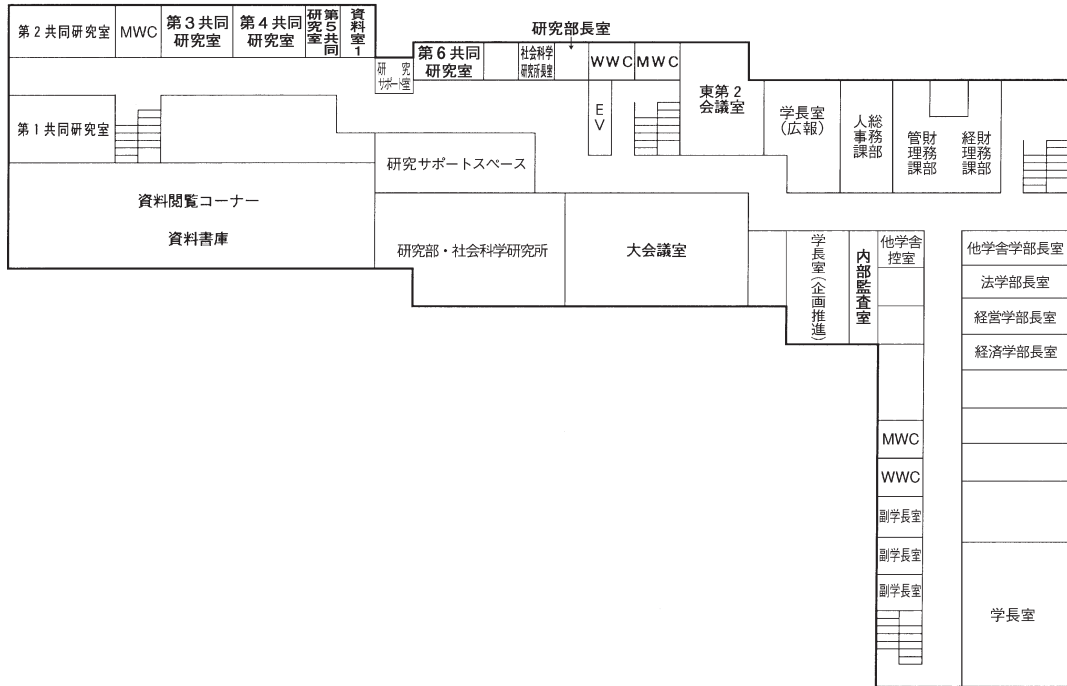 第2共同研究室
MWC
第3共同
研究室
第4共同
研究室
第5共同
研究室
資料室1
研究
サポート室
第6共同
研究室
社会科学
研究所長室
研究部長室
WWC
MWC
東第2
会議室
第1共同研究室
EV
学長室
(広報)
総務部
人事課
財務部
管理課
財務部
経理課
研究サポートスペース
資料閲覧コーナー
資料書庫
研究部・社会科学研究所
大会議室
学長室(企画推進)
内部監査室
他学舎
控室
他学舎学部長室
法学部長室
経営学部長室
経済学部長室
MWC
WWC
副学長室
副学長室
副学長室
学長室